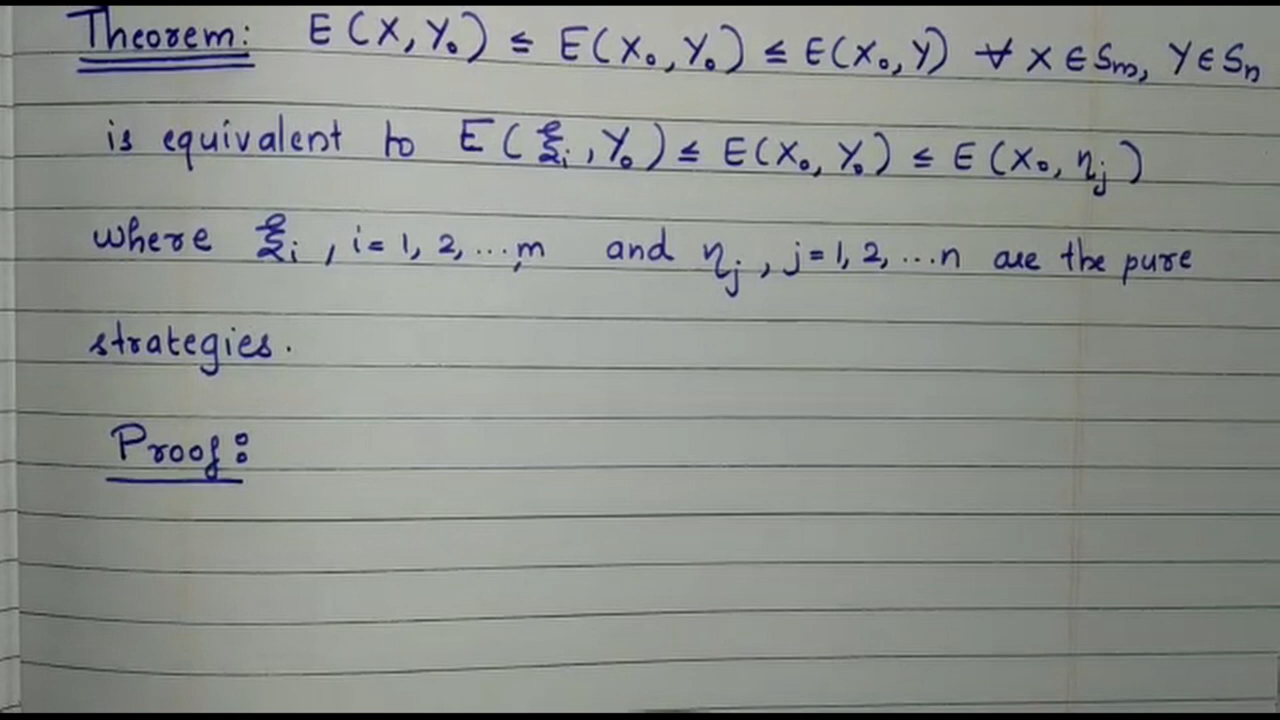 Theorem: E(X, Y₀) ≤ E(X₀, Y₀) ≤ E(X₀, Y) ∀ X ∈ Sm, Y ∈ Sn
is equivalent to E(ξᵢ, Y₀) ≤ E(X₀, Y₀) ≤ E(X₀, ηⱼ)
where ξᵢ, i = 1, 2, ... m and ηⱼ, j = 1, 2, ... n are the pure
strategies.
Proof: